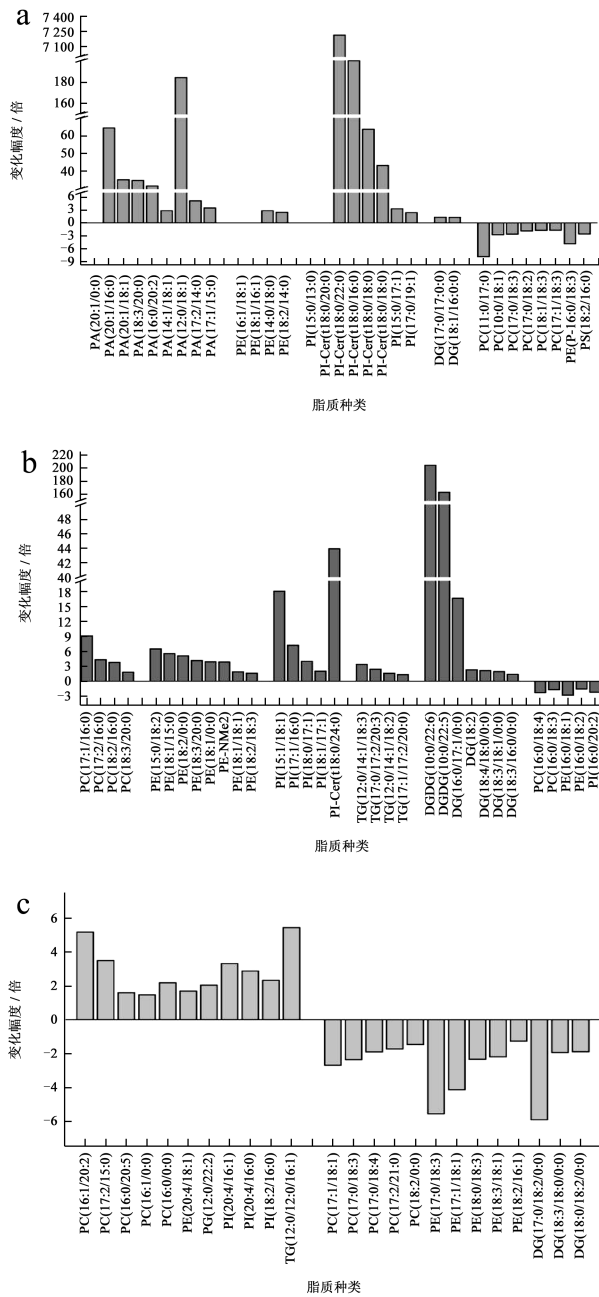 a
7 400
7 250
7 100
180
160
60
50
40
6
3
0
−3
−6
−9
变化幅度 / 倍
PA(20:1/0:0)
PA(20:1/16:0)
PA(20:1/18:1)
PA(18:3/20:0)
PA(16:0/20:2)
PA(14:1/18:1)
PA(12:0/18:1)
PA(17:2/14:0)
PA(17:1/15:0)
PE(16:1/18:1)
PE(18:1/16:1)
PE(14:0/18:0)
PE(18:2/14:0)
PI(15:0/13:0)
PI-Cer(t18:0/20:0)
PI-Cer(t18:0/22:0)
PI-Cer(t18:0/16:0)
PI-Cer(t18:0/18:0)
PI-Cer(t18:0/18:0)
PI(15:0/17:1)
PI(17:0/19:1)
DG(17:0/17:0:0)
DG(18:1/16:0:0)
PC(11:0/17:0)
PC(10:0/18:1)
PC(17:0/18:3)
PC(17:0/18:2)
PC(18:1/18:3)
PC(17:1/18:3)
PE(P-16:0/18:3)
PS(18:2/16:0)
脂质种类
b
220
200
180
160
48
44
42
40
18
15
12
9
6
3
0
−3
变化幅度 / 倍
PC(17:1/16:0)
PC(17:2/16:0)
PC(18:2/16:0)
PC(18:3/20:0)
PE(15:0/18:2)
PE(18:1/15:0)
PE(18:2/0:0)
PE(18:3/20:0)
PE(18:1/0:0)
PE-NMe2)
PE(18:1/18:1)
PE(18:2/18:3)
PI(15:1/18:1)
PI(17:1/16:0)
PI(18:0/17:1)
PI(18:1/17:1)
PI-Cer(t18:0/24:0)
TG(12:0/14:1/18:3)
TG(17:0/17:2/20:3)
TG(12:0/14:1/18:2)
TG(17:1/17:2/20:0)
DGDG(10:0/22:6)
DGDG(10:0/22:5)
DG(16:0/17:1/0:0)
DG(18:2)
DG(18:4/18:0/0:0)
DG(18:3/18:1/0:0)
DG(18:3/16:0/0:0)
PC(16:0/18:4)
PC(16:0/18:3)
PE(16:0/18:1)
PE(16:0/18:2)
PI(16:0/20:2)
脂质种类
c
6
4
2
0
−2
−4
−6
变化幅度 / 倍
PC(16:1/20:2)
PC(17:2/15:0)
PC(16:0/20:5)
PC(16:1/0:0)
PC(16:0/0:0)
PE(20:4/18:1)
PG(12:0/22:2)
PI(20:4/16:1)
PI(20:4/16:0)
PI(18:2/16:0)
TG(12:0/12:0/16:1)
PC(17:1/18:1)
PC(17:0/18:3)
PC(17:0/18:4)
PC(17:2/21:0)
PC(18:2/0:0)
PE(17:0/18:3)
PE(17:1/18:1)
PE(18:0/18:3)
PE(18:3/18:1)
PE(18:2/16:1)
DG(17:0/18:2/0:0)
DG(18:3/18:0/0:0)
DG(18:0/18:2/0:0)
脂质种类